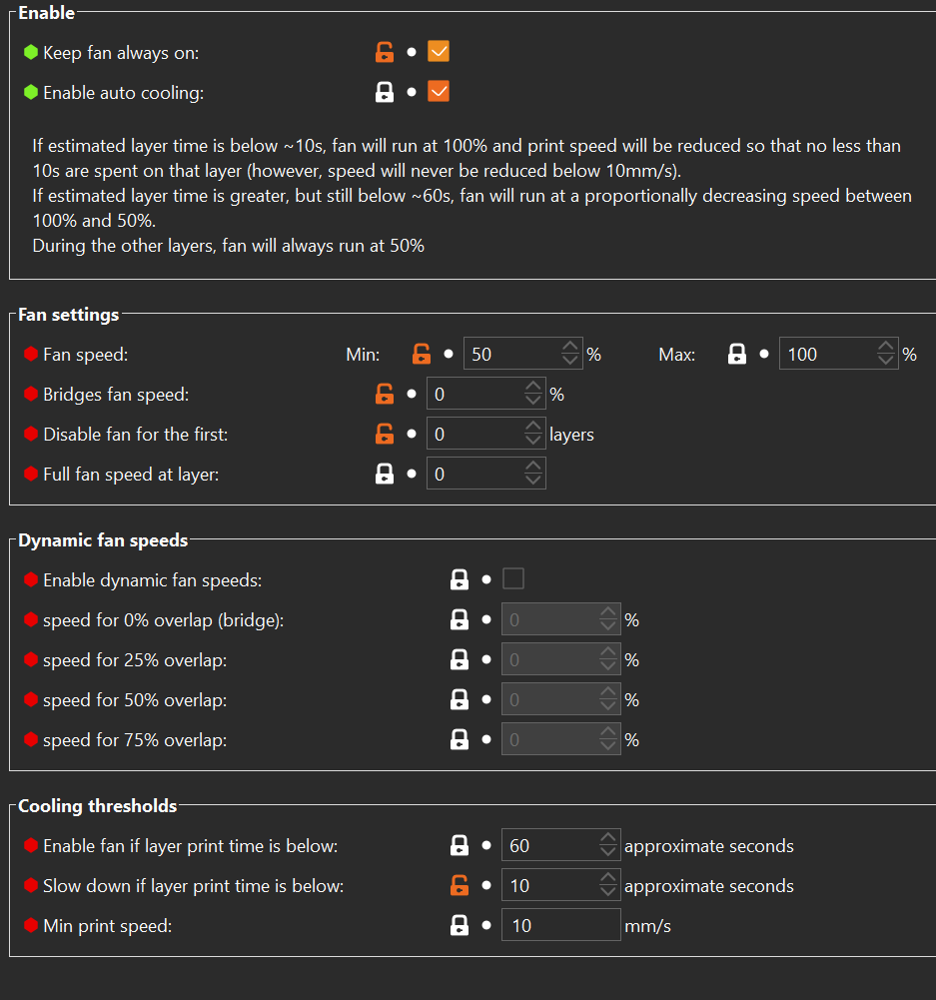 Enable
Keep fan always on:
Enable auto cooling:
If estimated layer time is below ~10s, fan will run at 100% and print speed will be reduced so that no less than
10s are spent on that layer (however, speed will never be reduced below 10mm/s).
If estimated layer time is greater, but still below ~60s, fan will run at a proportionally decreasing speed between
100% and 50%.
During the other layers, fan will always run at 50%
Fan settings
Fan speed: Min: 50 % Max: 100 %
Bridges fan speed: 0 %
Disable fan for the first: 0 layers
Full fan speed at layer: 0
Dynamic fan speeds
Enable dynamic fan speeds:
speed for 0% overlap (bridge): 0 %
speed for 25% overlap: 0 %
speed for 50% overlap: 0 %
speed for 75% overlap: 0 %
Cooling thresholds
Enable fan if layer print time is below: 60 approximate seconds
Slow down if layer print time is below: 10 approximate seconds
Min print speed: 10 mm/s